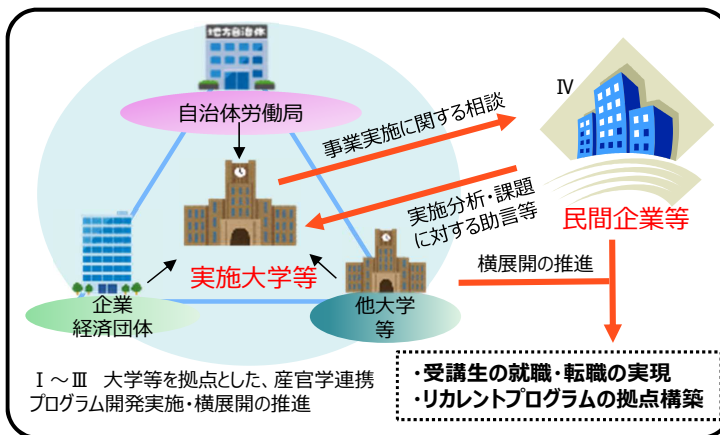 地方自治体
自治体労働局
事業実施に関する相談
Ⅳ
実施分析・課題
に対する助言等
民間企業等
実施大学等
横展開の推進
企業
経済団体
他大学
等
Ⅰ～Ⅲ 大学等を拠点とした、産官学連携
プログラム開発実施・横展開の推進
・受講生の就職・転職の実現
・リカレントプログラムの拠点構築